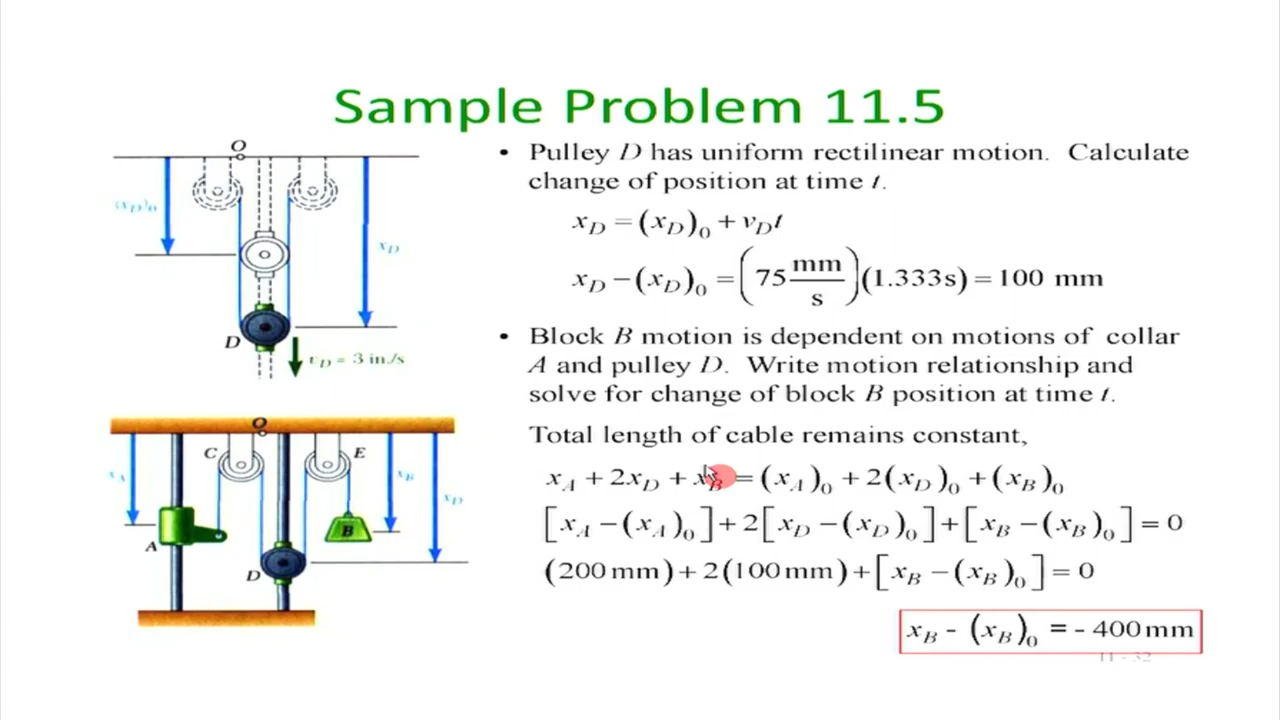 Sample Problem 11.5
• Pulley D has uniform rectilinear motion. Calculate
change of position at time t.
x_D = (x_D)_0 + v_D t
x_D − (x_D)_0 = (75 mm/s)(1.333s) = 100 mm
• Block B motion is dependent on motions of collar
A and pulley D. Write motion relationship and
solve for change of block B position at time t.
Total length of cable remains constant,
x_A + 2x_D + x_B = (x_A)_0 + 2(x_D)_0 + (x_B)_0
[x_A − (x_A)_0] + 2[x_D − (x_D)_0] + [x_B − (x_B)_0] = 0
(200 mm) + 2(100 mm) + [x_B − (x_B)_0] = 0
x_B - (x_B)_0 = - 400 mm
11 - 32
O
(x_D)_0
x_D
D
v_D = 3 in./s
O
C
E
x_A
x_B
x_D
A
B
D